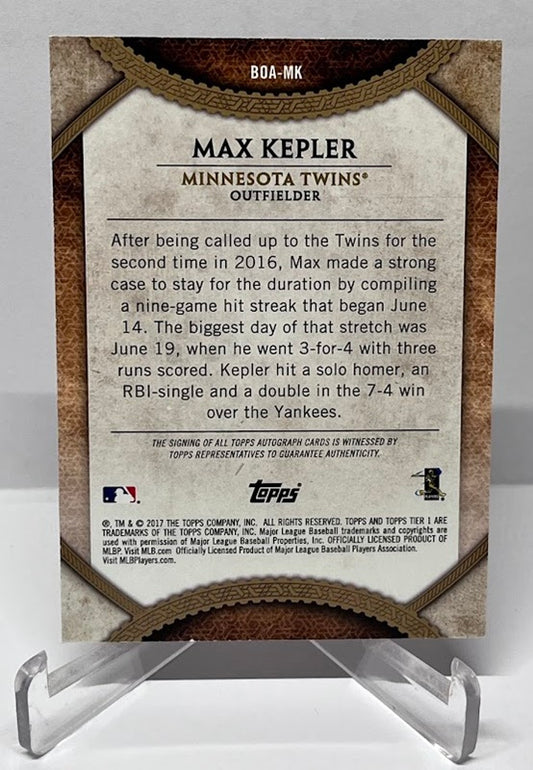 BOA-MK
MAX KEPLER
MINNESOTA TWINS®
OUTFIELDER
After being called up to the Twins for the
second time in 2016, Max made a strong
case to stay for the duration by compiling
a nine-game hit streak that began June
14. The biggest day of that stretch was
June 19, when he went 3-for-4 with three
runs scored. Kepler hit a solo homer, an
RBI-single and a double in the 7-4 win
over the Yankees.
THE SIGNING OF ALL TOPPS AUTOGRAPH CARDS IS WITNESSED BY
TOPPS REPRESENTATIVES TO GUARANTEE AUTHENTICITY.
topps
®, TM & © 2017 THE TOPPS COMPANY, INC. ALL RIGHTS RESERVED. TOPPS AND TOPPS TIER 1 ARE
TRADEMARKS OF THE TOPPS COMPANY, INC. Major League Baseball trademarks and copyrights are
used with permission of Major League Baseball Properties, Inc. OFFICIALLY LICENSED PRODUCT OF
MLBP. Visit MLB.com Officially Licensed Product of Major League Baseball Players Association.
Visit MLBPlayers.com.